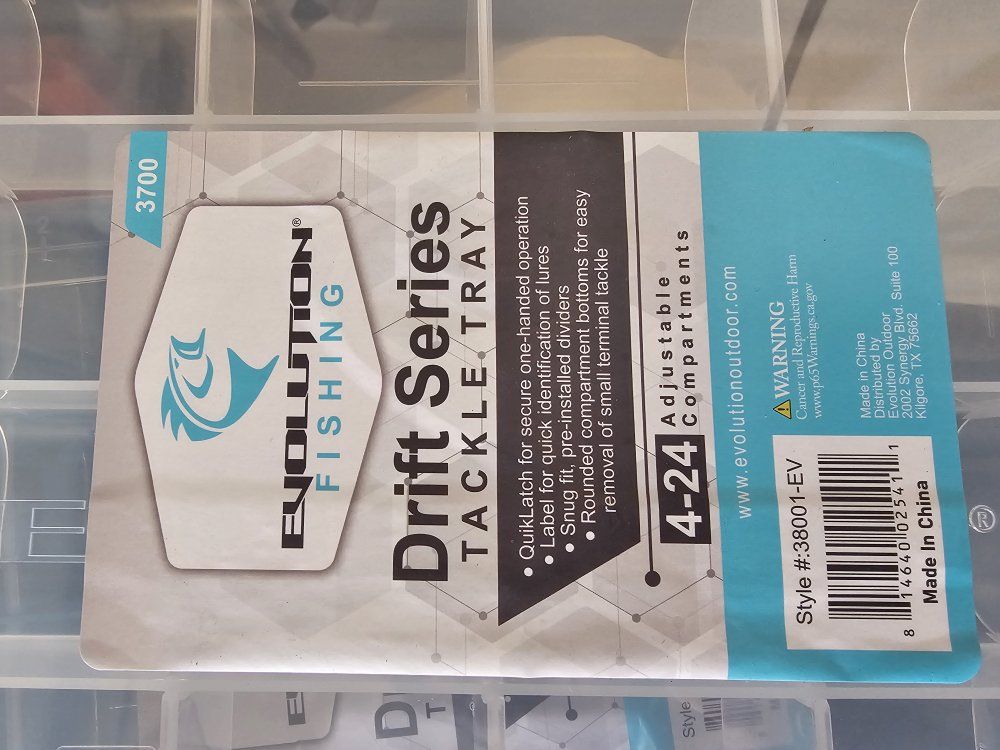 3700
EVOLUTION®
FISHING
Drift Series
TACKLE TRAY
• QuikLatch for secure one-handed operation
• Label for quick identification of lures
• Snug fit, pre-installed dividers
• Rounded compartment bottoms for easy
removal of small terminal tackle
4-24 Adjustable
Compartments
www.evolutionoutdoor.com
⚠WARNING
Cancer and Reproductive Harm
www.p65Warnings.ca.gov
Made in China
Distributed by
Evolution Outdoor
2002 Synergy Blvd. Suite 100
Kilgore, TX 75662
Style #:38001-EV
8 14640 02541 1
Made In China
E
D
T
Style